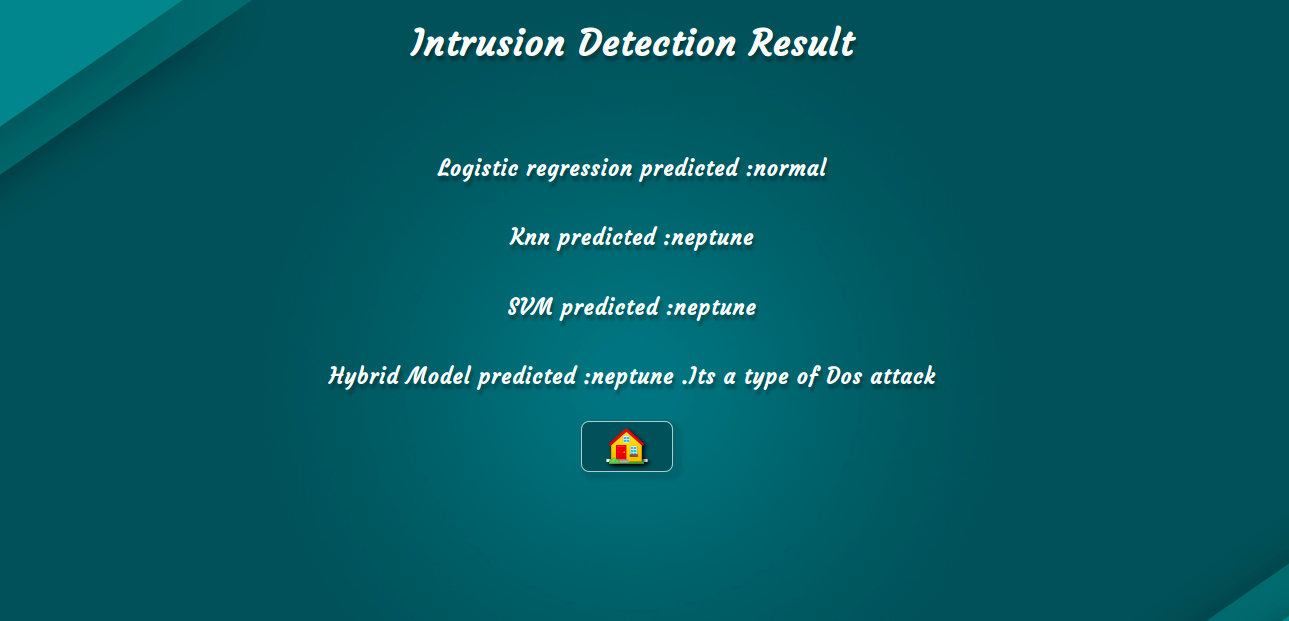 Intrusion Detection Result
Logistic regression predicted :normal
Knn predicted :neptune
SVM predicted :neptune
Hybrid Model predicted :neptune .Its a type of Dos attack